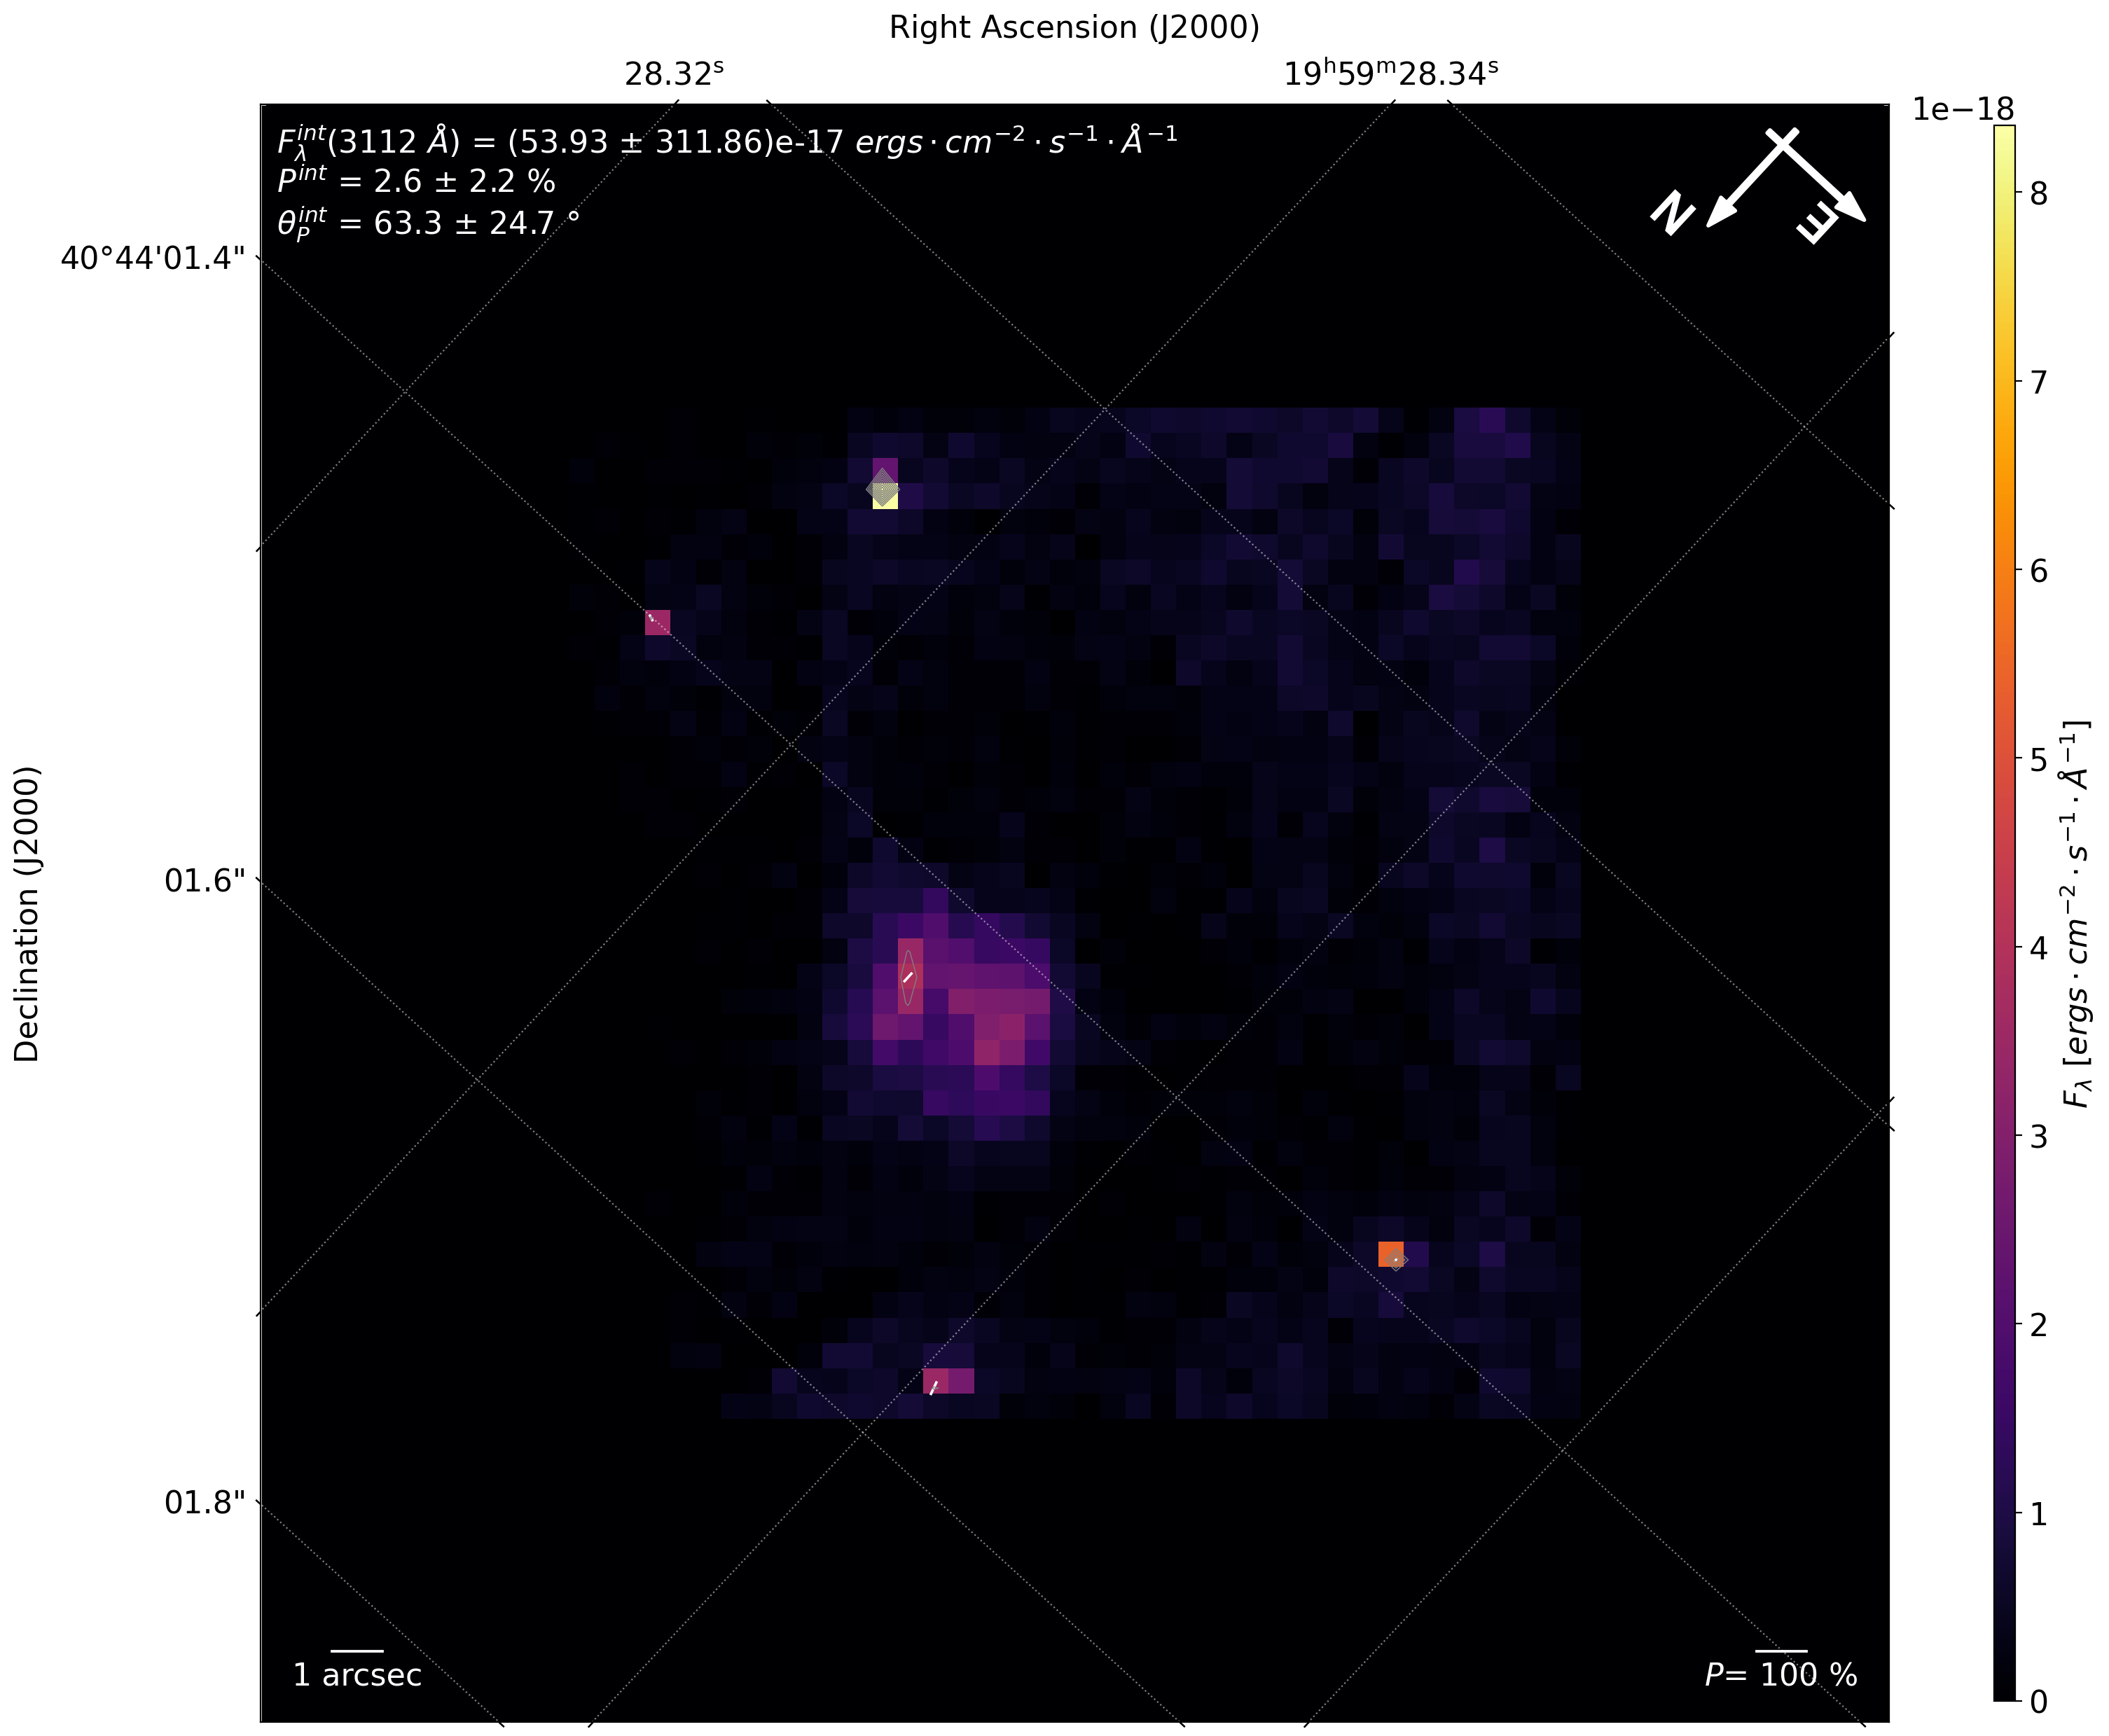 Right Ascension (J2000)
28.32ˢ
19ʰ59ᵐ28.34ˢ
1e−18
F_λ^int(3112 Å) = (53.93 ± 311.86)e-17 ergs · cm⁻² · s⁻¹ · Å⁻¹
P^int = 2.6 ± 2.2 %
θ_P^int = 63.3 ± 24.7 °
N
E
40°44'01.4"
01.6"
01.8"
Declination (J2000)
8
7
6
5
4
3
2
1
0
F_λ [ergs · cm⁻² · s⁻¹ · Å⁻¹]
1 arcsec
P= 100 %